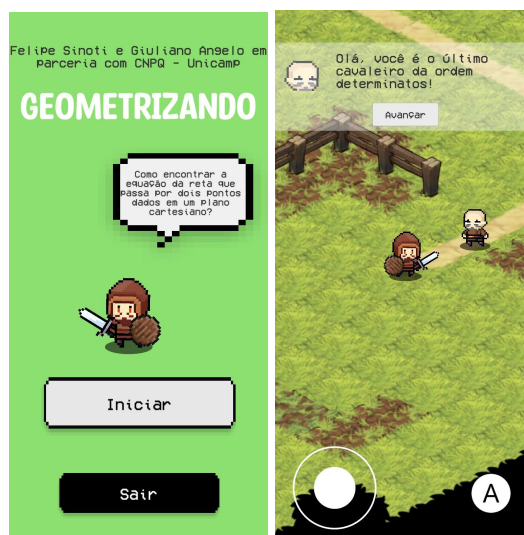 Felipe Sinoti e Giuliano Angelo em
parceria com CNPQ - Unicamp
GEOMETRIZANDO
Como encontrar a
equação da reta que
passa por dois pontos
dados em um plano
cartesiano?
Iniciar
Sair
Olá, você é o último
cavaleiro da ordem
determinatos!
Avançar
A